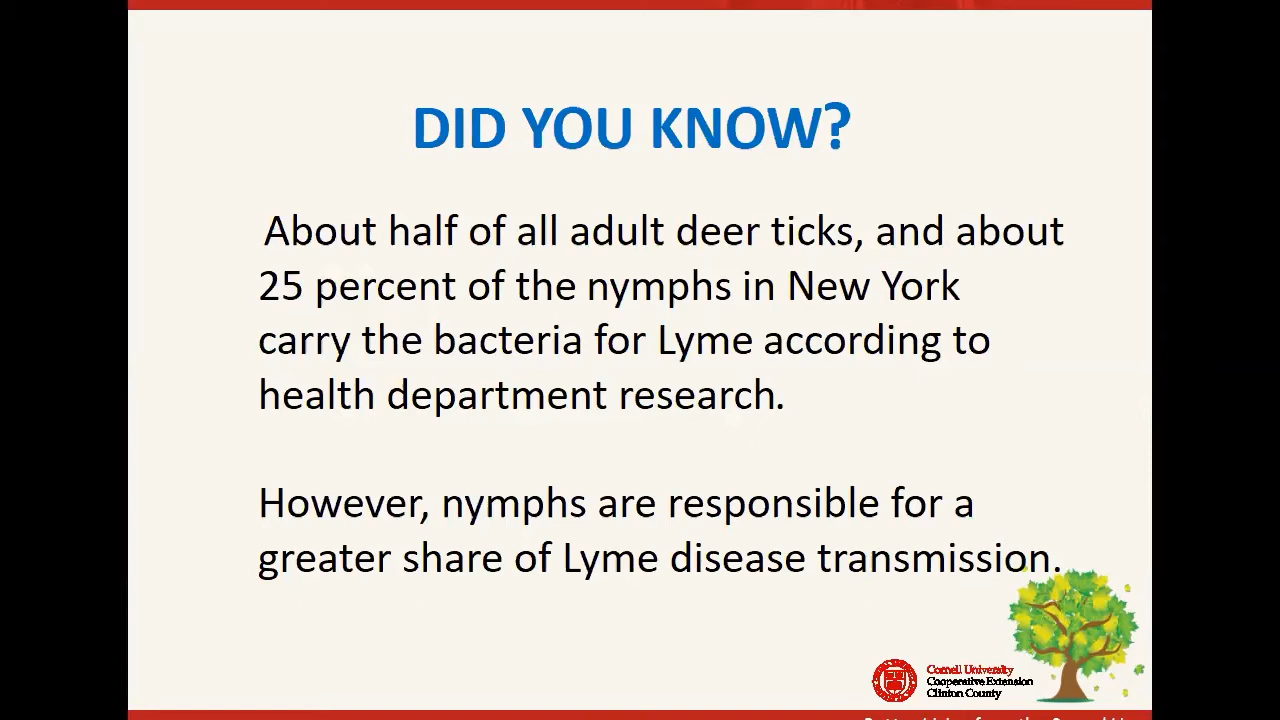 DID YOU KNOW?
About half of all adult deer ticks, and about
25 percent of the nymphs in New York
carry the bacteria for Lyme according to
health department research.
However, nymphs are responsible for a
greater share of Lyme disease transmission.
Cornell University
Cooperative Extension
Clinton County